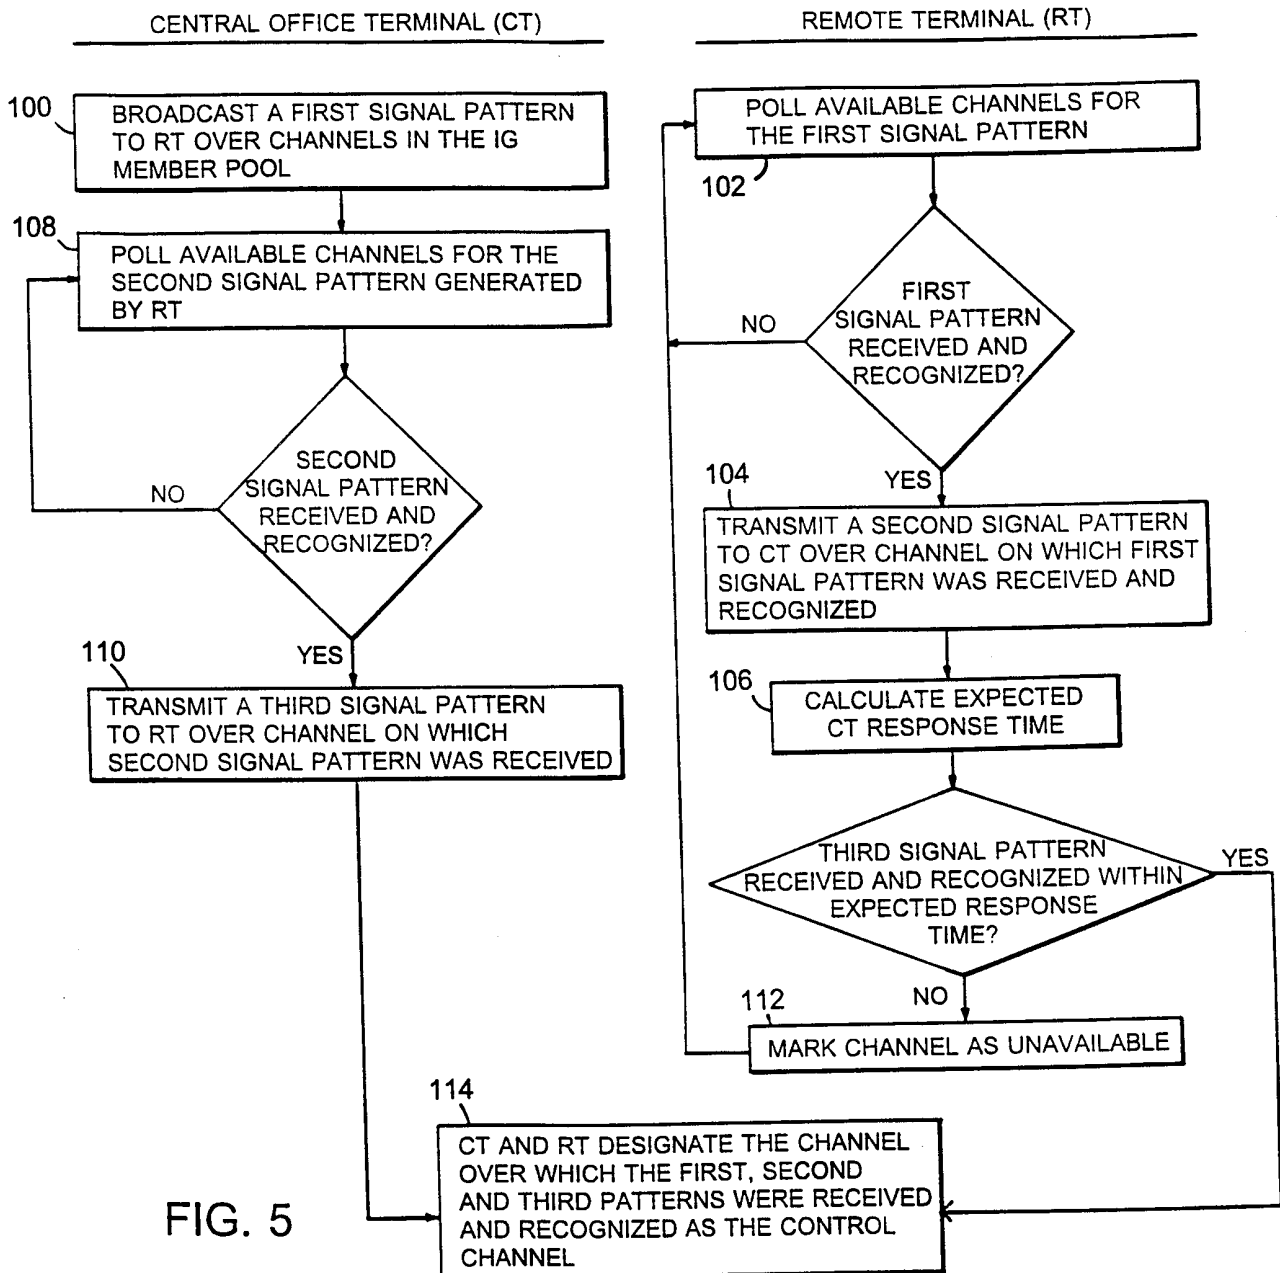 CENTRAL OFFICE TERMINAL (CT)
100
BROADCAST A FIRST SIGNAL PATTERN
TO RT OVER CHANNELS IN THE IG
MEMBER POOL
108
POLL AVAILABLE CHANNELS FOR THE
SECOND SIGNAL PATTERN GENERATED
BY RT
SECOND
SIGNAL PATTERN
RECEIVED AND
RECOGNIZED?
NO
YES
110
TRANSMIT A THIRD SIGNAL PATTERN
TO RT OVER CHANNEL ON WHICH
SECOND SIGNAL PATTERN WAS RECEIVED
REMOTE TERMINAL (RT)
POLL AVAILABLE CHANNELS FOR
THE FIRST SIGNAL PATTERN
102
FIRST
SIGNAL PATTERN
RECEIVED AND
RECOGNIZED?
NO
YES
104
TRANSMIT A SECOND SIGNAL PATTERN
TO CT OVER CHANNEL ON WHICH FIRST
SIGNAL PATTERN WAS RECEIVED AND
RECOGNIZED
106
CALCULATE EXPECTED
CT RESPONSE TIME
THIRD SIGNAL PATTERN
RECEIVED AND RECOGNIZED WITHIN
EXPECTED RESPONSE
TIME?
YES
NO
112
MARK CHANNEL AS UNAVAILABLE
114
CT AND RT DESIGNATE THE CHANNEL
OVER WHICH THE FIRST, SECOND
AND THIRD PATTERNS WERE RECEIVED
AND RECOGNIZED AS THE CONTROL
CHANNEL
FIG. 5